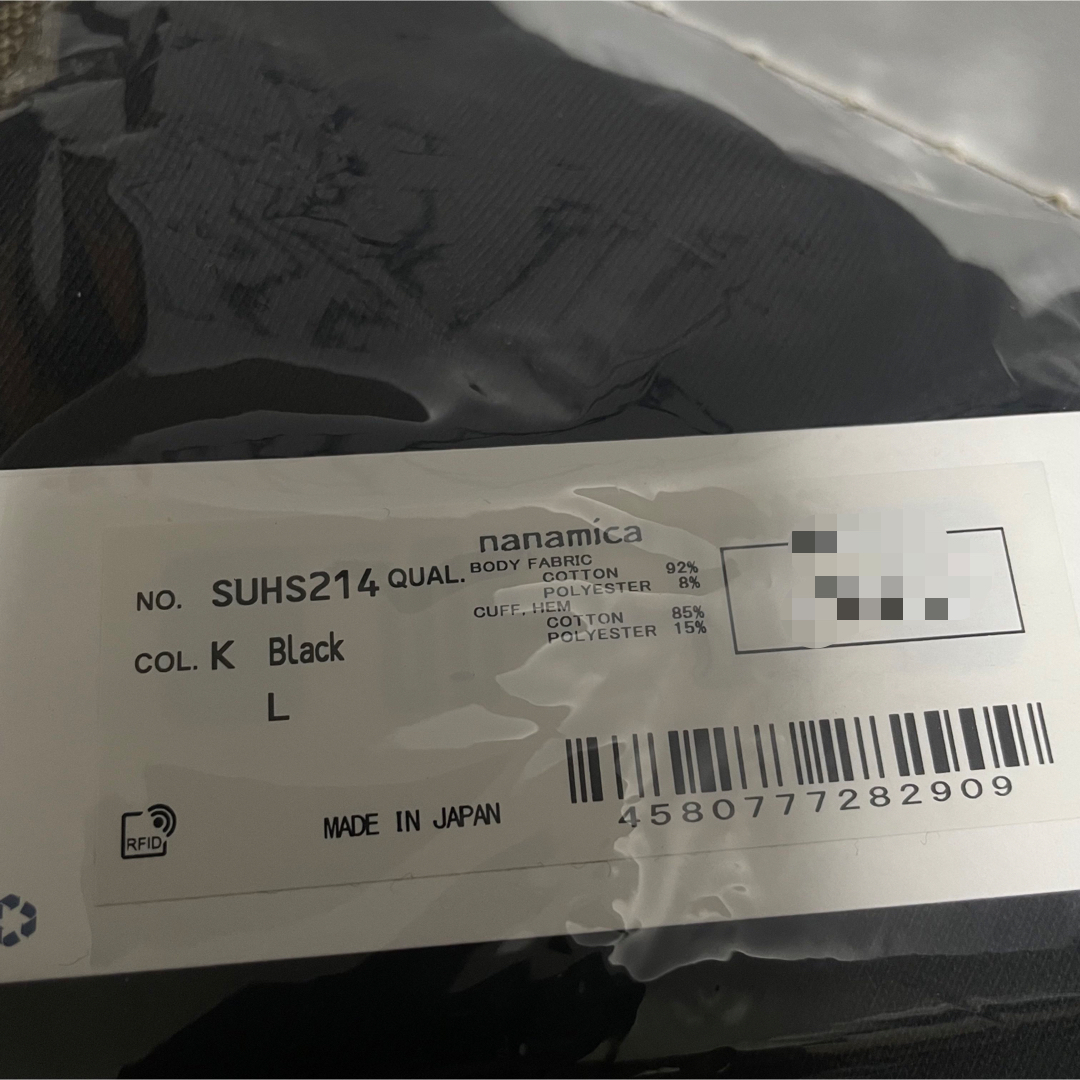 nanamica
NO. SUHS214 QUAL. BODY FABRIC
COTTON 92%
POLYESTER 8%
CUFF, HEM
COTTON 85%
POLYESTER 15%
COL. K Black
L
RFID
MADE IN JAPAN
4580777282909